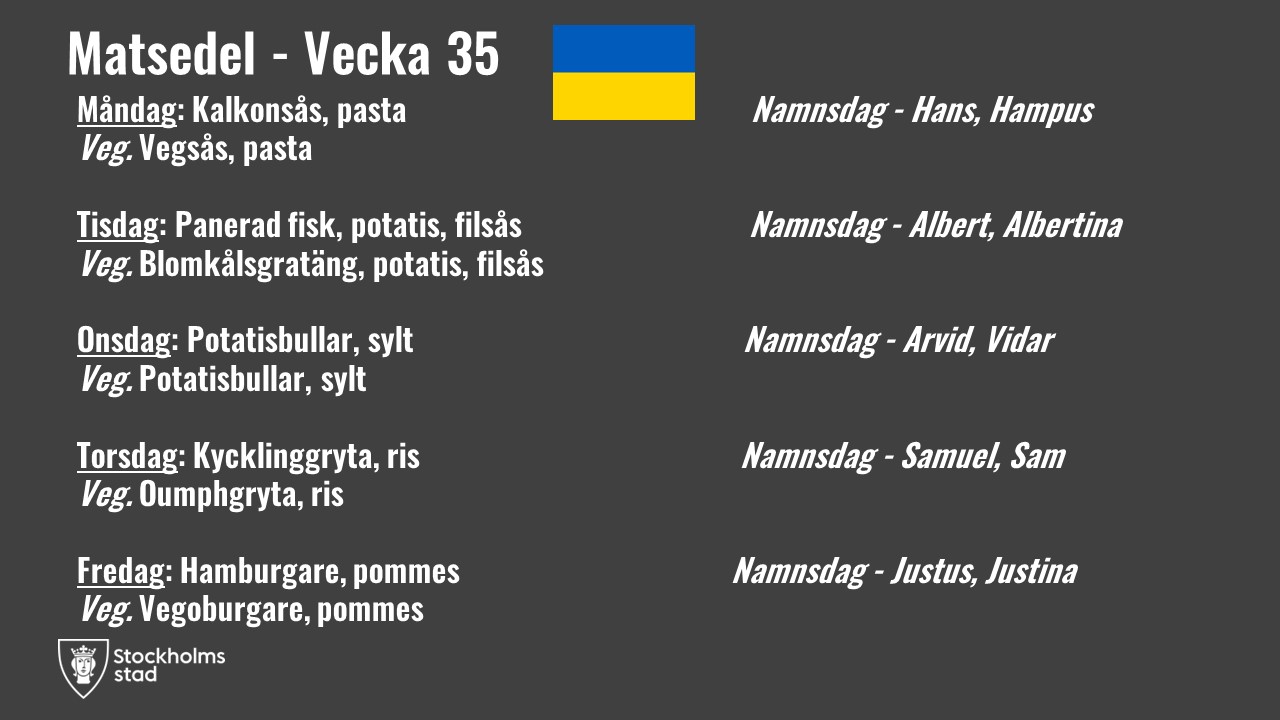 Matsedel - Vecka 35
Måndag: Kalkonsås, pasta
Namnsdag - Hans, Hampus
Veg. Vegsås, pasta
Tisdag: Panerad fisk, potatis, filsås
Namnsdag - Albert, Albertina
Veg. Blomkålsgratäng, potatis, filsås
Onsdag: Potatisbullar, sylt
Namnsdag - Arvid, Vidar
Veg. Potatisbullar, sylt
Torsdag: Kycklinggryta, ris
Namnsdag - Samuel, Sam
Veg. Oumphgryta, ris
Fredag: Hamburgare, pommes
Namnsdag - Justus, Justina
Veg. Vegoburgare, pommes
Stockholms
stad